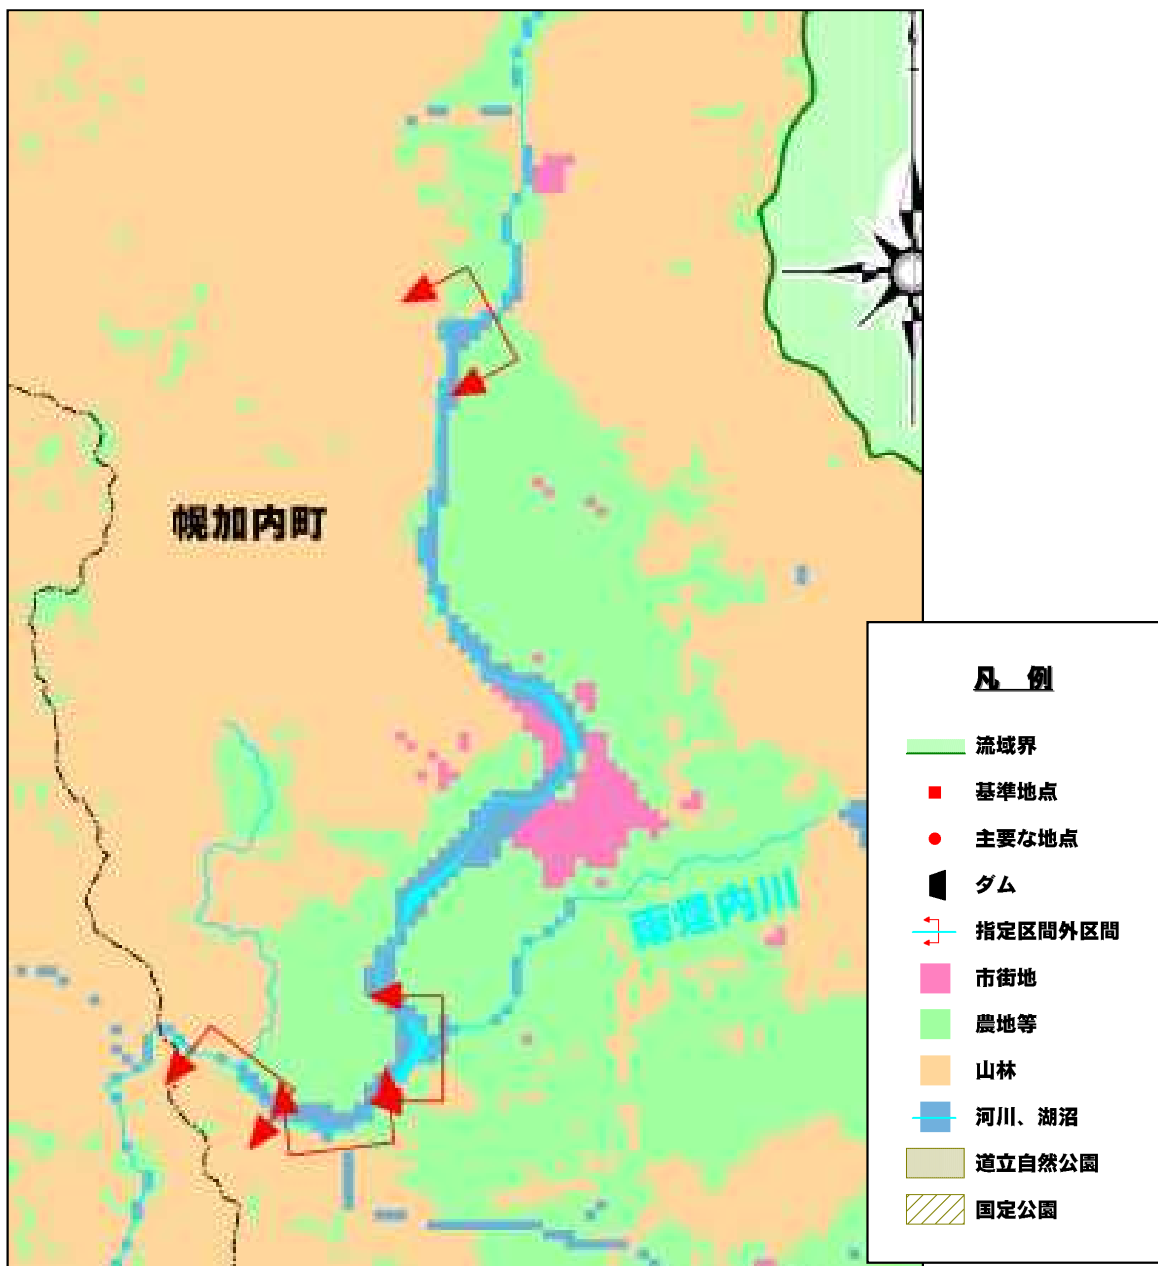 幌加内町
雨煙内川
凡 例
流域界
基準地点
主要な地点
ダム
指定区間外区間
市街地
農地等
山林
河川、湖沼
道立自然公園
国定公園